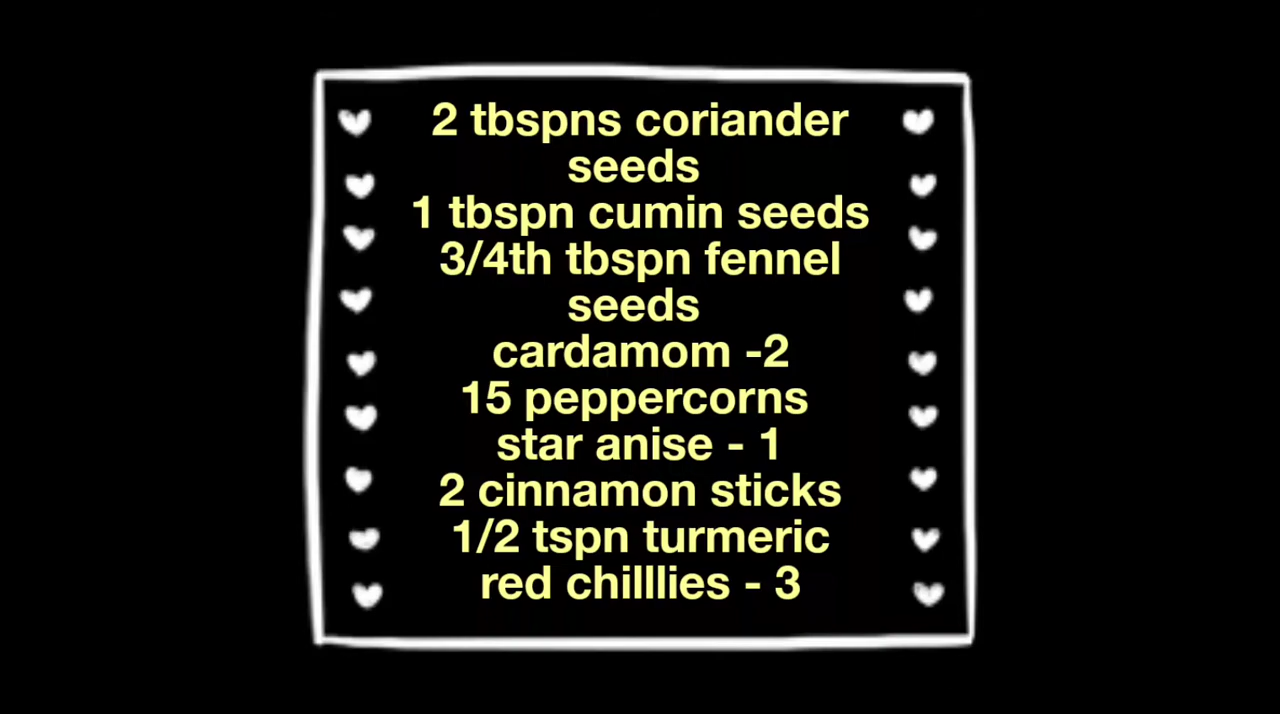 2 tbspns coriander
seeds
1 tbspn cumin seeds
3/4th tbspn fennel
seeds
cardamom -2
15 peppercorns
star anise - 1
2 cinnamon sticks
1/2 tspn turmeric
red chilllies - 3